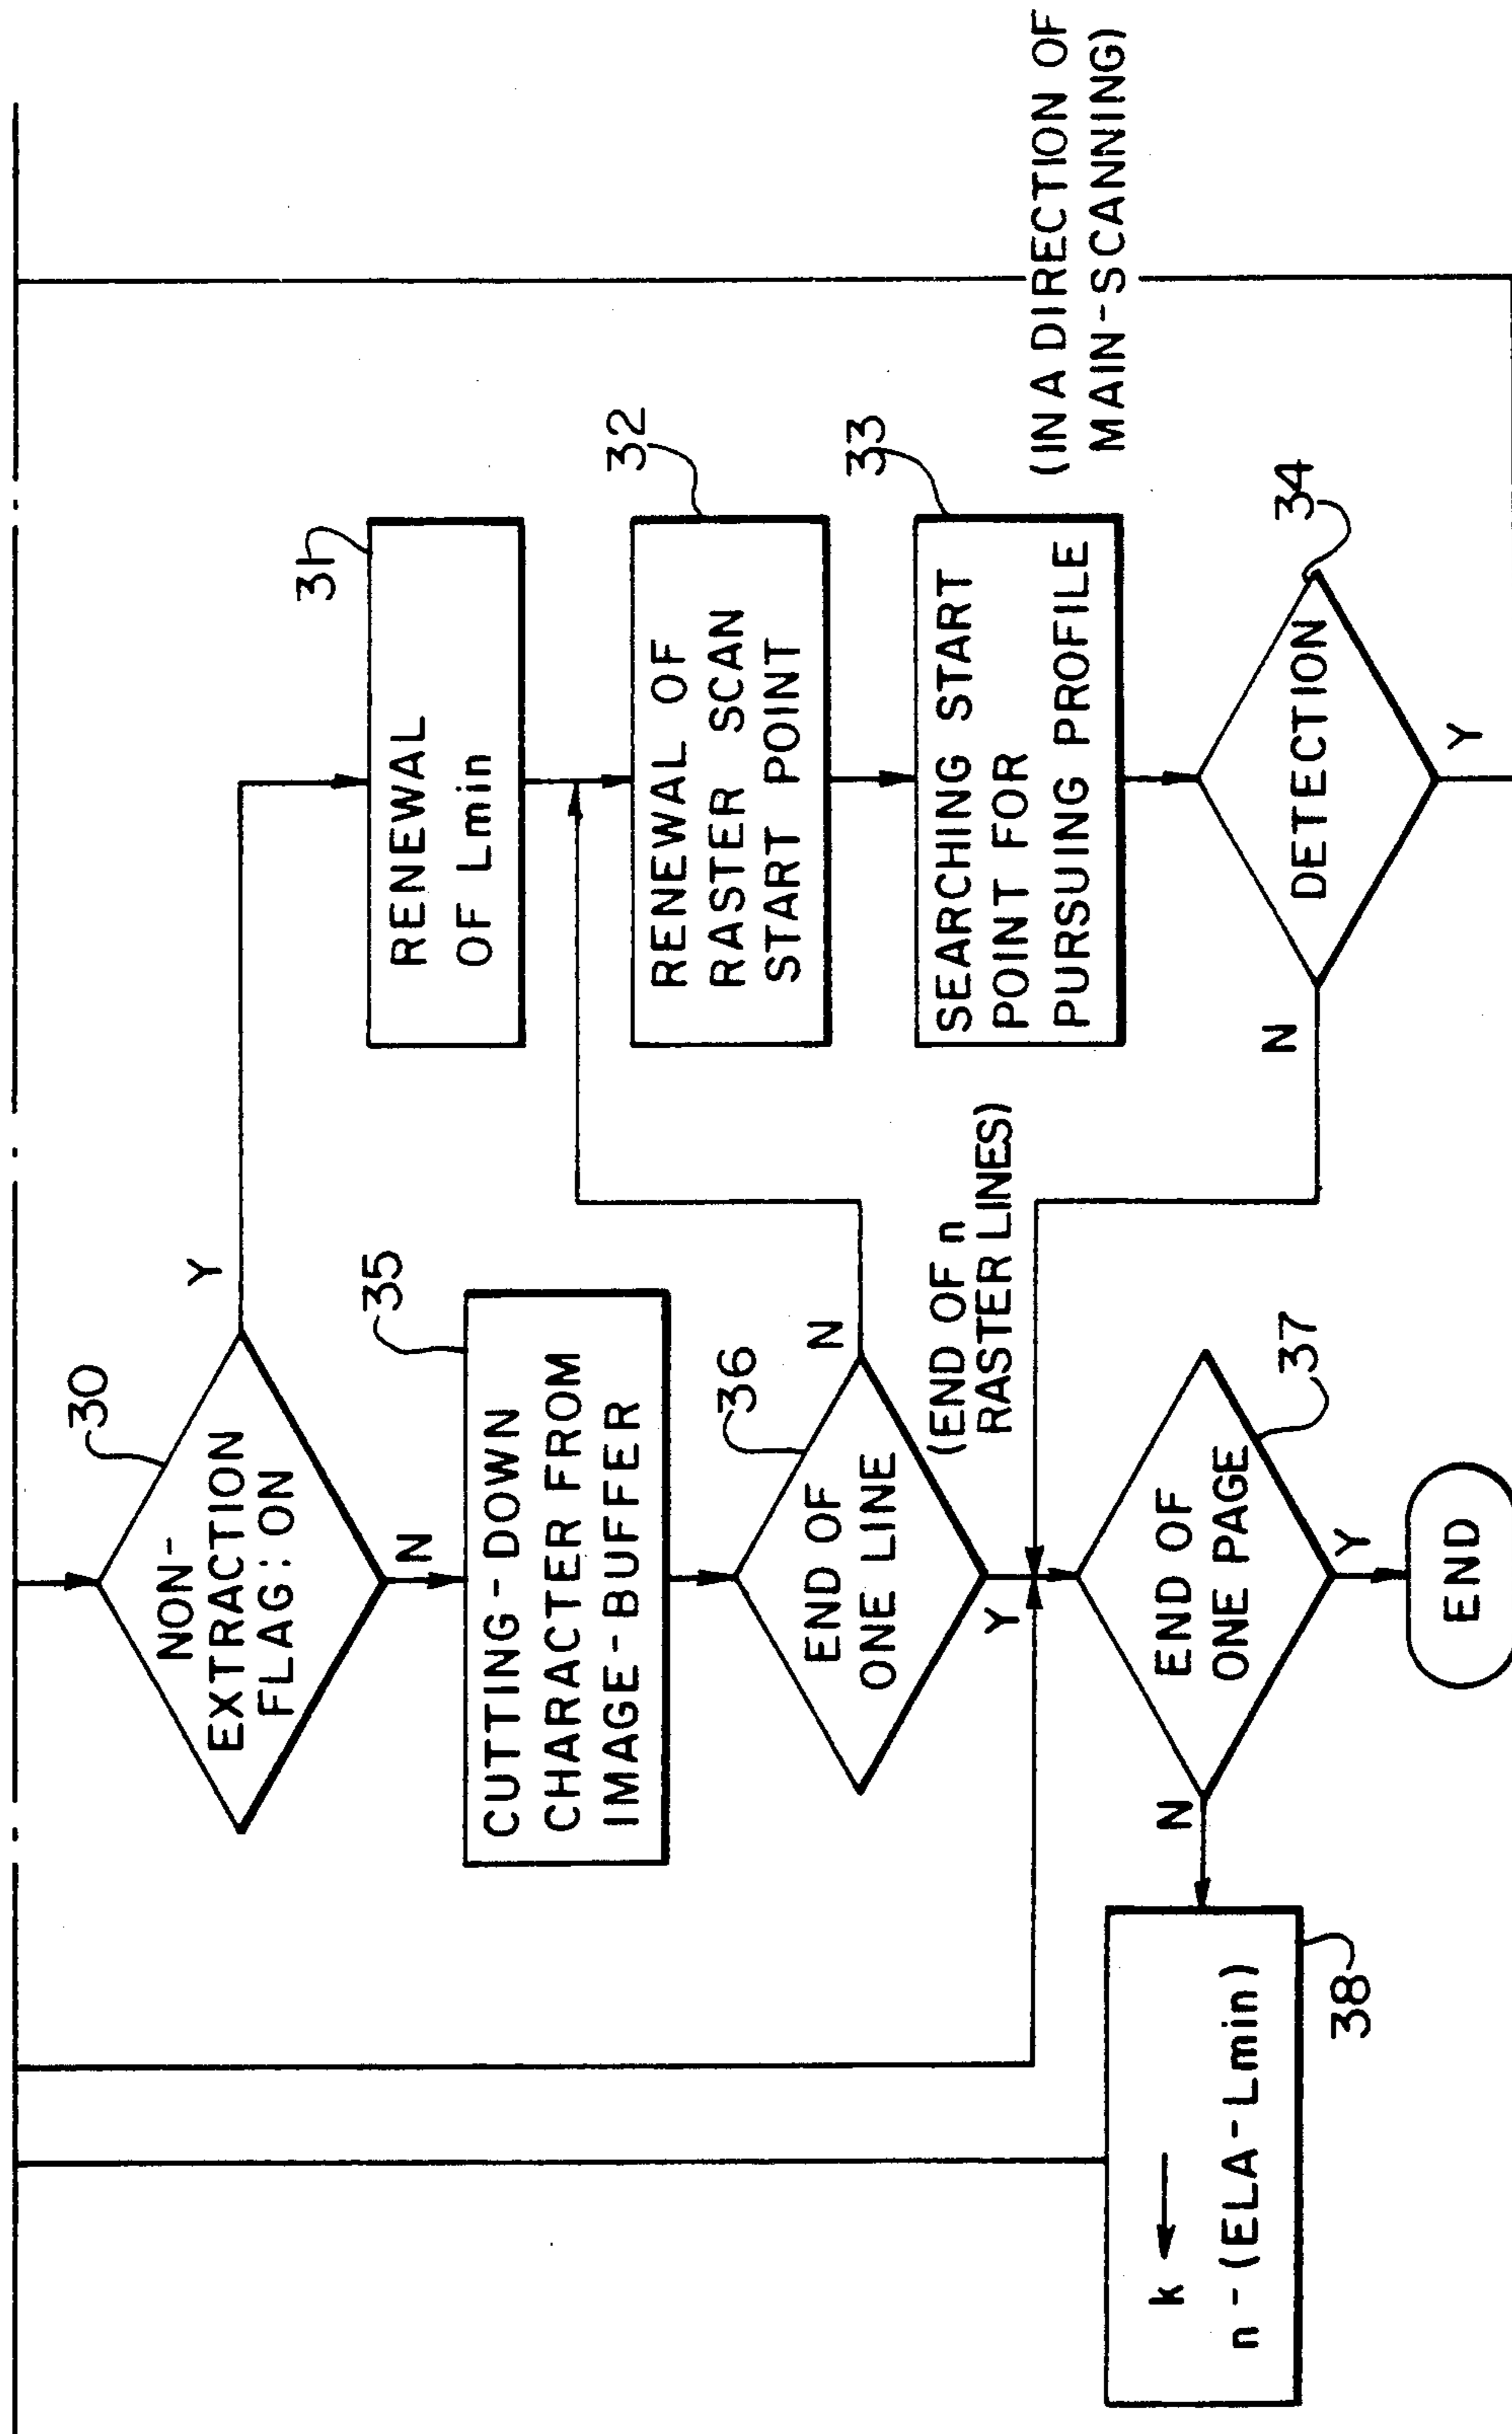 30
NON-
EXTRACTION
FLAG: ON
Y
N
31
RENEWAL
OF Lmin
35
CUTTING-DOWN
CHARACTER FROM
IMAGE-BUFFER
32
RENEWAL OF
RASTER SCAN
START POINT
36
END OF
ONE LINE
N
Y
33
SEARCHING START
POINT FOR
PURSUING PROFILE
(END OF n
RASTER LINES)
(IN A DIRECTION OF
MAIN-SCANNING)
34
DETECTION
N
Y
37
END OF
ONE PAGE
N
Y
38
k ←
n-(ELA-Lmin)
END